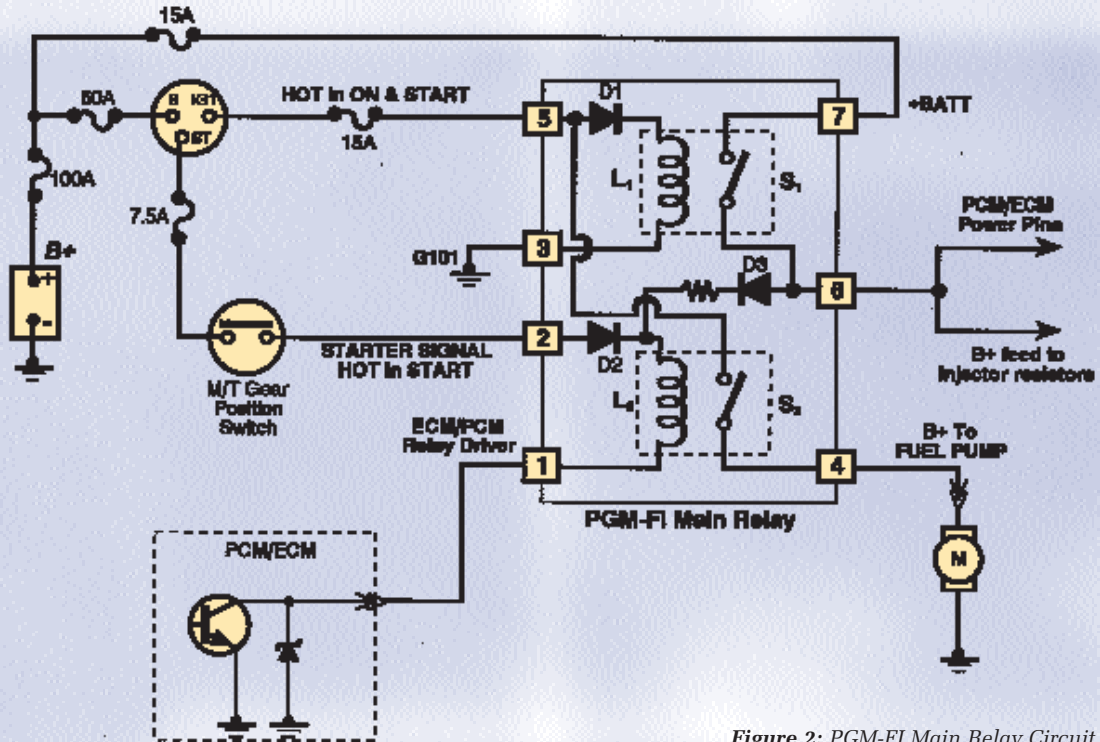 15A
60A
B
IGT
ST
HOT in ON & START
15A
100A
7.5A
B+
+
-
M/T Gear
Position
Switch
STARTER SIGNAL
HOT in START
ECM/PCM
Relay Driver
G101
5
3
2
1
D1
L₁
S₁
D3
D2
L₂
S₂
7
6
4
+BATT
PCM/ECM
Power Pins
B+ feed to
Injector resistors
B+ To
FUEL PUMP
M
PGM-FI Main Relay
PCM/ECM
Figure 2: PGM-FI Main Relay Circuit